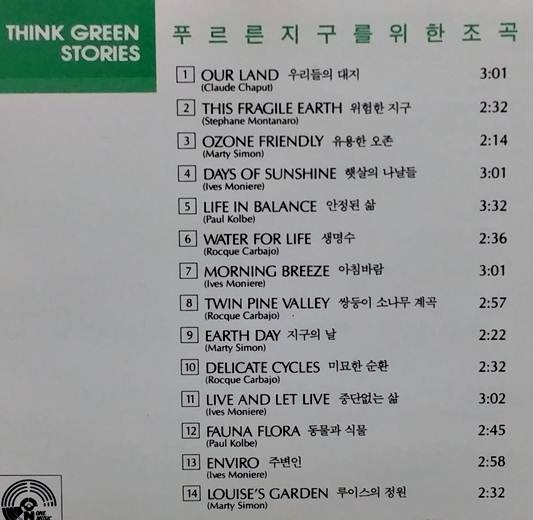 THINK GREEN
STORIES
푸르른지구를위한조곡
1 OUR LAND 우리들의 대지 3:01
(Claude Chaput)
2 THIS FRAGILE EARTH 위험한 지구 2:32
(Stephane Montanaro)
3 OZONE FRIENDLY 유용한 오존 2:14
(Marty Simon)
4 DAYS OF SUNSHINE 햇살의 나날들 3:01
(Ives Moniere)
5 LIFE IN BALANCE 안정된 삶 3:32
(Paul Kolbe)
6 WATER FOR LIFE 생명수 2:36
(Rocque Carbajo)
7 MORNING BREEZE 아침바람 3:01
(Ives Moniere)
8 TWIN PINE VALLEY 쌍둥이 소나무 계곡 2:57
(Rocque Carbajo)
9 EARTH DAY 지구의 날 2:22
(Marty Simon)
10 DELICATE CYCLES 미묘한 순환 2:32
(Rocque Carbajo)
11 LIVE AND LET LIVE 중단없는 삶 3:02
(Ives Moniere)
12 FAUNA FLORA 동물과 식물 2:45
(Paul Kolbe)
13 ENVIRO 주변인 2:58
(Ives Moniere)
14 LOUISE'S GARDEN 루이스의 정원 2:32
(Marty Simon)
ONE MUSIC